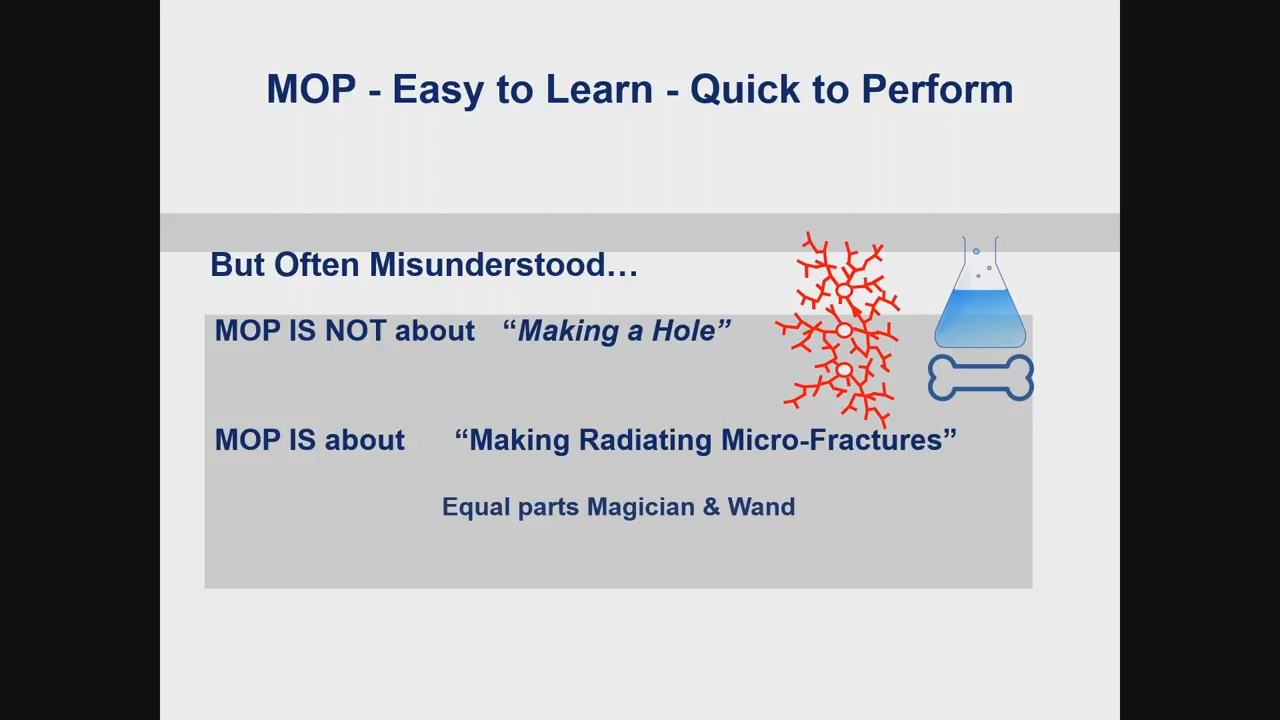 MOP - Easy to Learn - Quick to Perform
But Often Misunderstood…
MOP IS NOT about “Making a Hole”
MOP IS about “Making Radiating Micro-Fractures”
Equal parts Magician & Wand